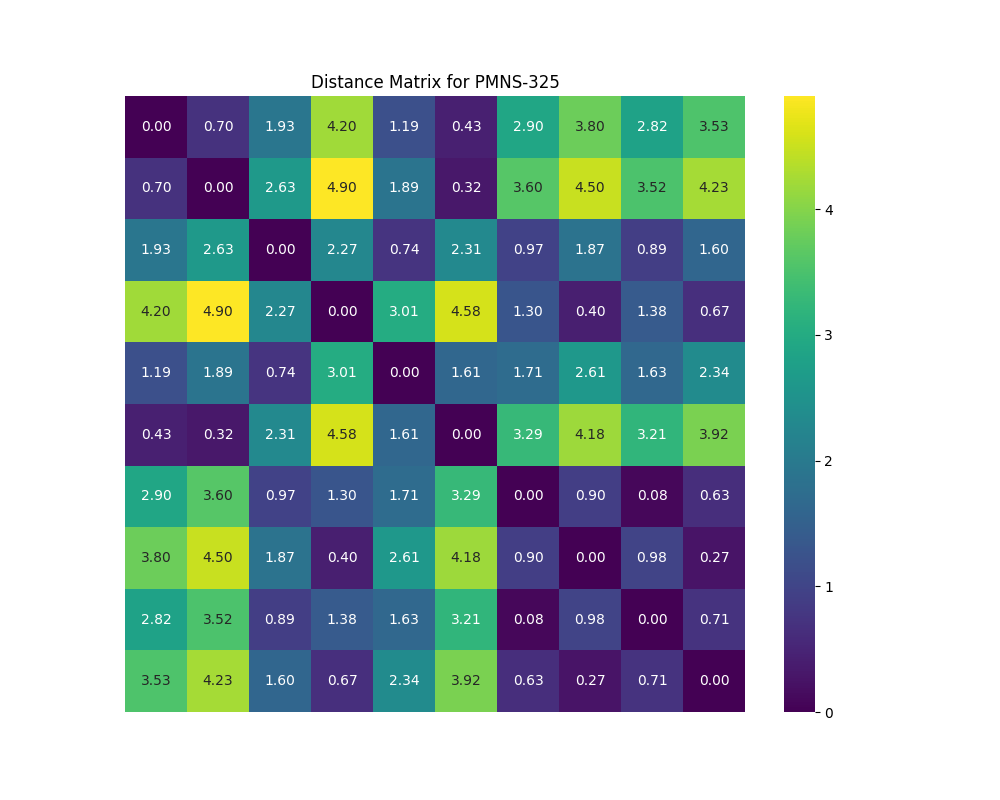 Distance Matrix for PMNS-325
0.00 0.70 1.93 4.20 1.19 0.43 2.90 3.80 2.82 3.53
0.70 0.00 2.63 4.90 1.89 0.32 3.60 4.50 3.52 4.23
1.93 2.63 0.00 2.27 0.74 2.31 0.97 1.87 0.89 1.60
4.20 4.90 2.27 0.00 3.01 4.58 1.30 0.40 1.38 0.67
1.19 1.89 0.74 3.01 0.00 1.61 1.71 2.61 1.63 2.34
0.43 0.32 2.31 4.58 1.61 0.00 3.29 4.18 3.21 3.92
2.90 3.60 0.97 1.30 1.71 3.29 0.00 0.90 0.08 0.63
3.80 4.50 1.87 0.40 2.61 4.18 0.90 0.00 0.98 0.27
2.82 3.52 0.89 1.38 1.63 3.21 0.08 0.98 0.00 0.71
3.53 4.23 1.60 0.67 2.34 3.92 0.63 0.27 0.71 0.00
4
3
2
1
0